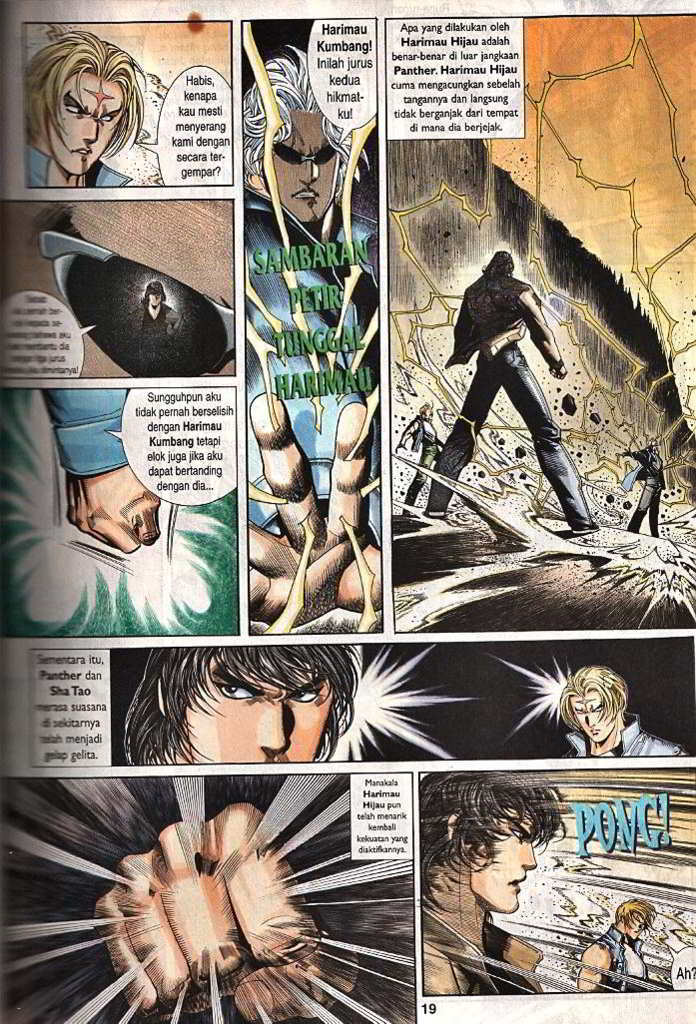 Habis,
kenapa
kau mesti
menyerang
kami dengan
secara ter-
gempar?
dia
jurus
Sungguhpun aku
tidak pernah berselisih
dengan Harimau
Kumbang tetapi
elok juga jika aku
dapat bertanding
dengan dia...
Harimau
Kumbang!
Inilah jurus
kedua
hikmat-
ku!
SAMBARAN
PETIR
TUNGGAL
HARIMAU
Apa yang dilakukan oleh
Harimau Hijau adalah
benar-benar di luar jangkaan
Panther. Harimau Hijau
cuma mengacungkan sebelah
tangannya dan langsung
tidak berganjak dari tempat
di mana dia berjejak.
Sementara itu,
Panther dan
Sha Tao
merasa suasana
di sekitarnya
telah menjadi
gelap gelita.
Manakala
Harimau
Hijau pun
telah menarik
kembali
kekuatan yang
diaktifkannya.
PONG!
Ah?
19